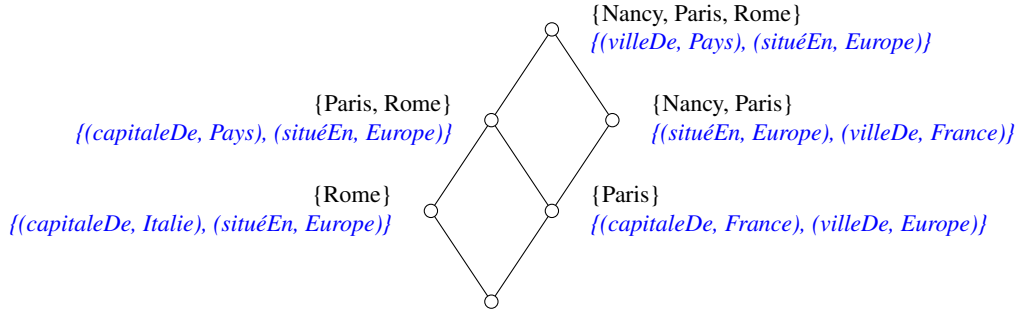 {Nancy, Paris, Rome}
{(villeDe, Pays), (situéEn, Europe)}
{Paris, Rome}
{(capitaleDe, Pays), (situéEn, Europe)}
{Nancy, Paris}
{(situéEn, Europe), (villeDe, France)}
{Rome}
{(capitaleDe, Italie), (situéEn, Europe)}
{Paris}
{(capitaleDe, France), (villeDe, Europe)}